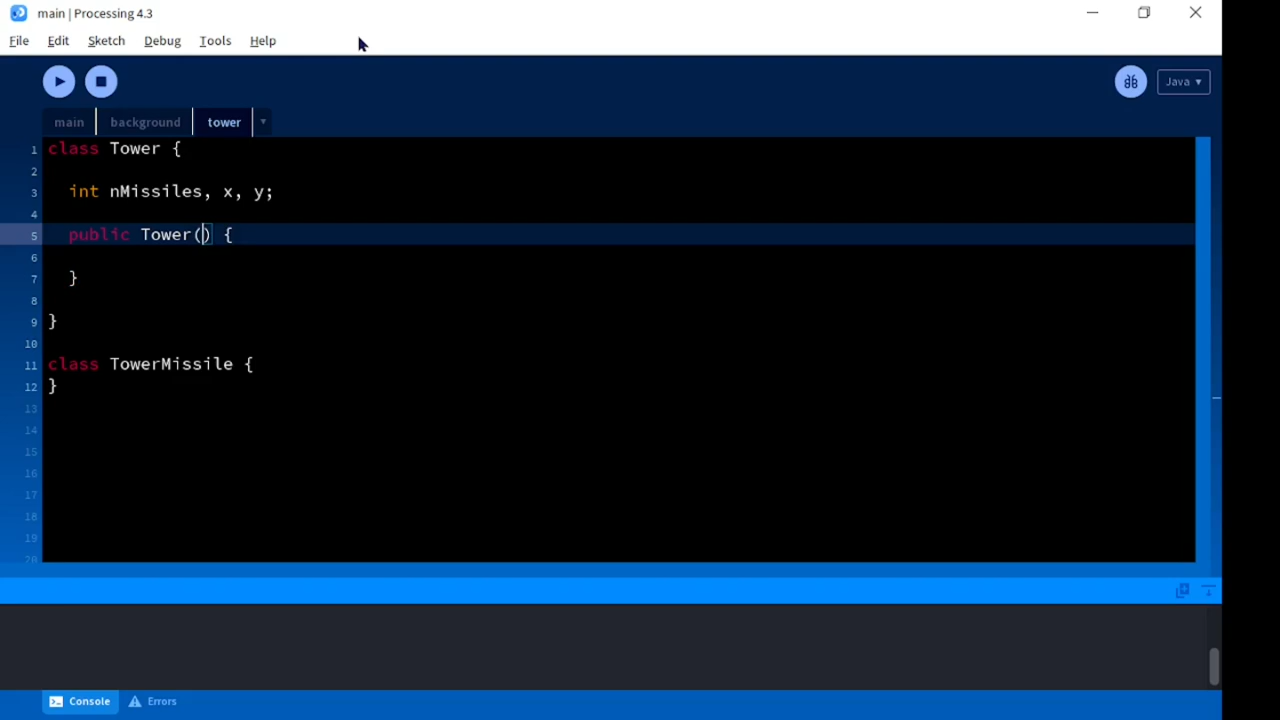 main | Processing 4.3
File Edit Sketch Debug Tools Help
Java ▾
main background tower ▾
1 class Tower {
2
3 int nMissiles, x, y;
4
5 public Tower() {
6
7 }
8
9 }
10
11 class TowerMissile {
12 }
13
14
15
16
17
18
19
20
Console Errors